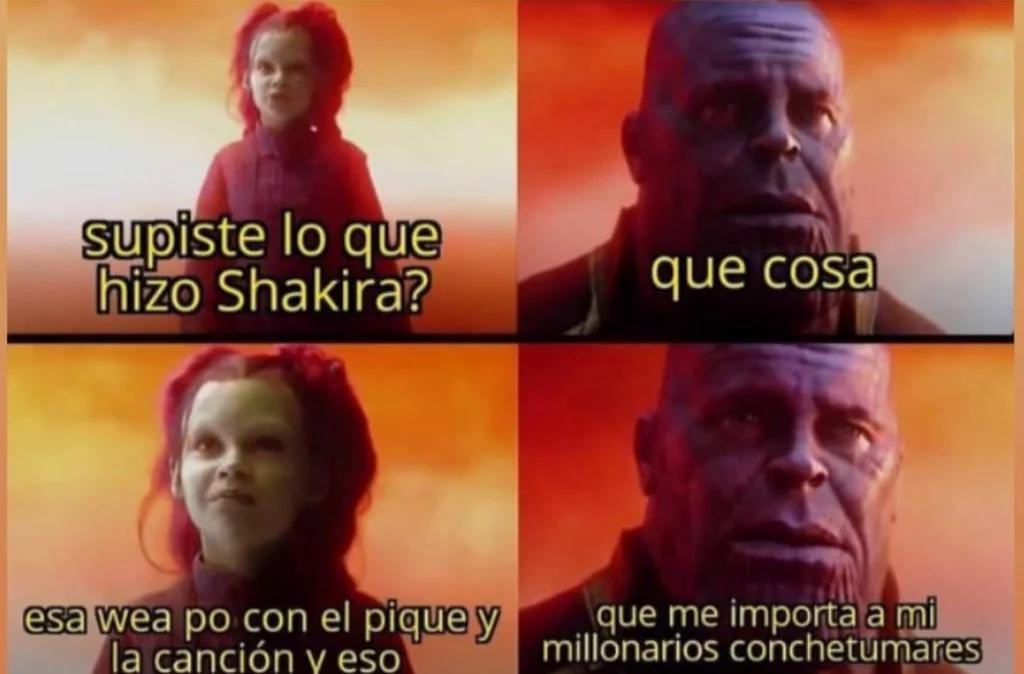 supiste lo que
hizo Shakira?
que cosa
esa wea po con el pique y
la canción y eso
que me importa a mi
millonarios conchetumares